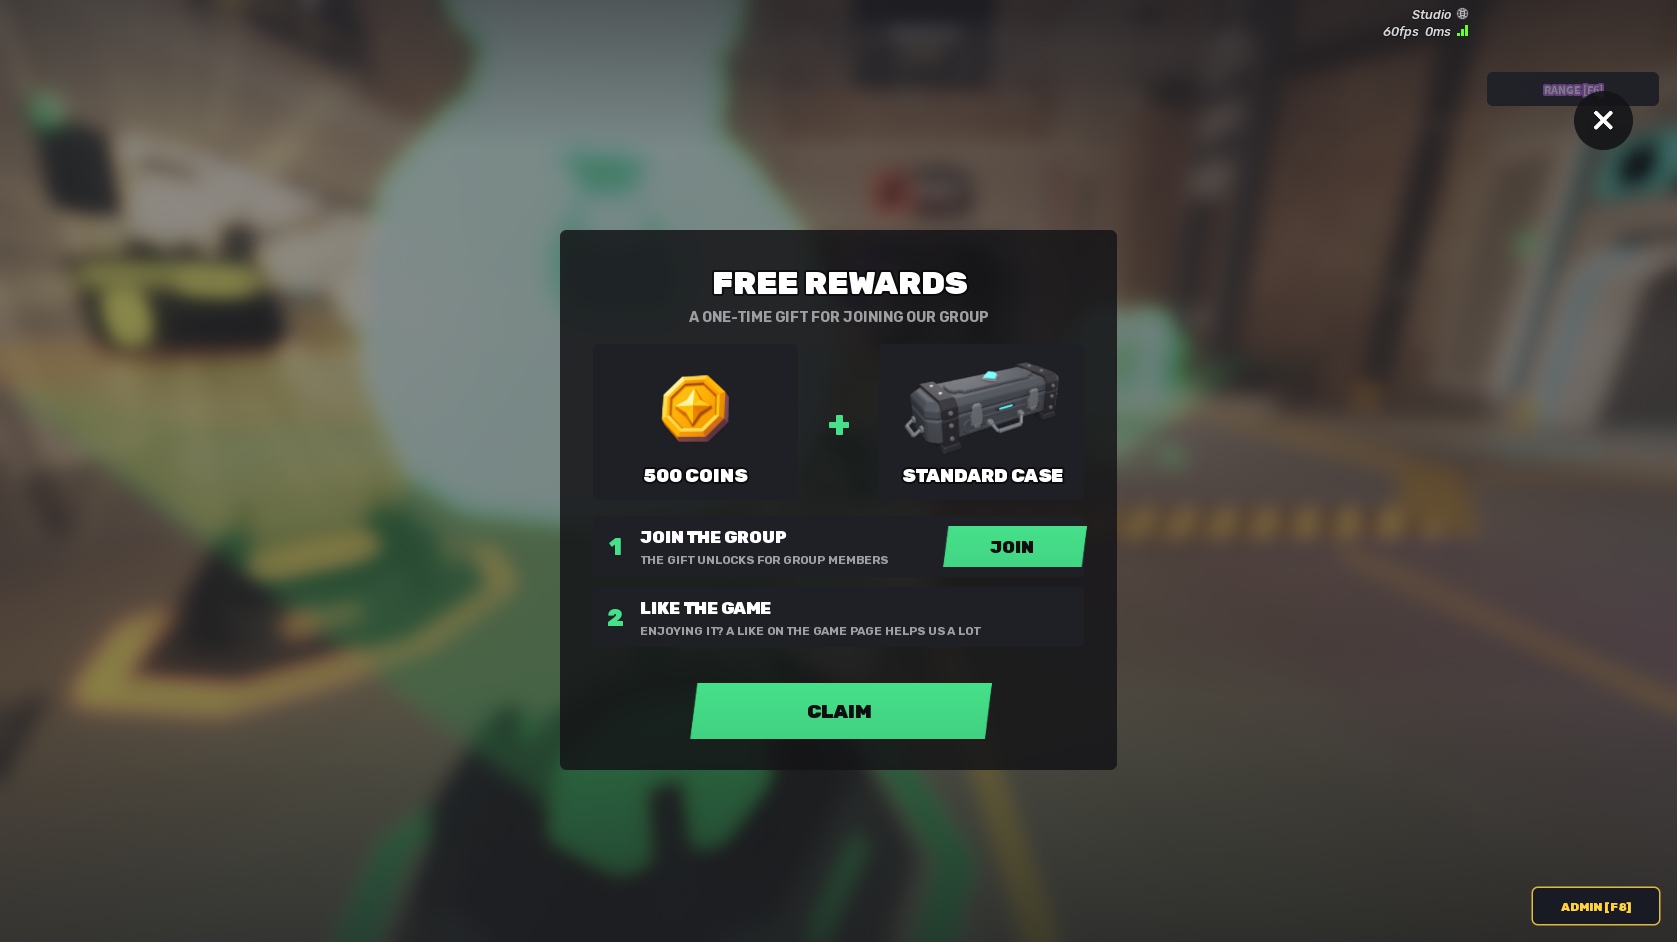 Studio
60fps 0ms
RANGE [F6]
FREE REWARDS
A ONE-TIME GIFT FOR JOINING OUR GROUP
500 COINS
+
STANDARD CASE
1
JOIN THE GROUP
THE GIFT UNLOCKS FOR GROUP MEMBERS
JOIN
2
LIKE THE GAME
ENJOYING IT? A LIKE ON THE GAME PAGE HELPS US A LOT
CLAIM
ADMIN [F8]